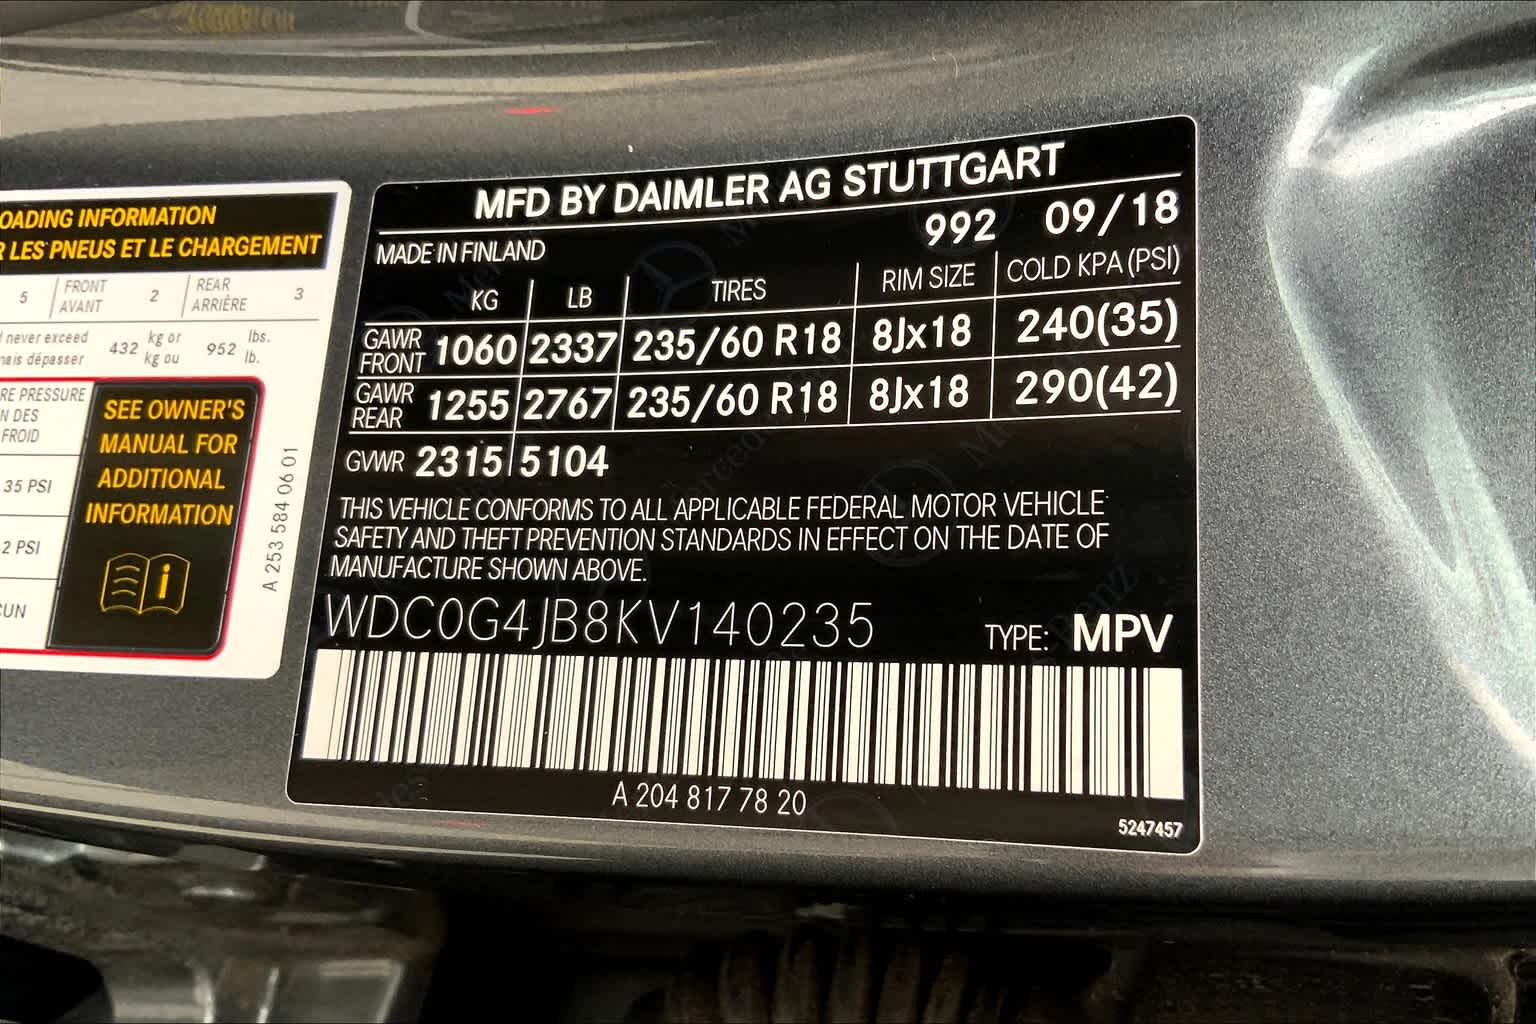 OADING INFORMATION
R LES PNEUS ET LE CHARGEMENT
5 FRONT AVANT 2 REAR ARRIÈRE 3
never exceed
mais dépasser
432 kg or kg ou 952 lbs. lb.
RE PRESSURE
N DES
FROID
35 PSI
2 PSI
CUN
SEE OWNER'S
MANUAL FOR
ADDITIONAL
INFORMATION
A 253 584 06 01
MFD BY DAIMLER AG STUTTGART
MADE IN FINLAND 992 09/18
KG LB TIRES RIM SIZE COLD KPA (PSI)
GAWR FRONT 1060 2337 235/60 R18 8Jx18 240(35)
GAWR REAR 1255 2767 235/60 R18 8Jx18 290(42)
GVWR 2315 5104
THIS VEHICLE CONFORMS TO ALL APPLICABLE FEDERAL MOTOR VEHICLE
SAFETY AND THEFT PREVENTION STANDARDS IN EFFECT ON THE DATE OF
MANUFACTURE SHOWN ABOVE.
WDC0G4JB8KV140235 TYPE: MPV
A 204 817 78 20
5247457